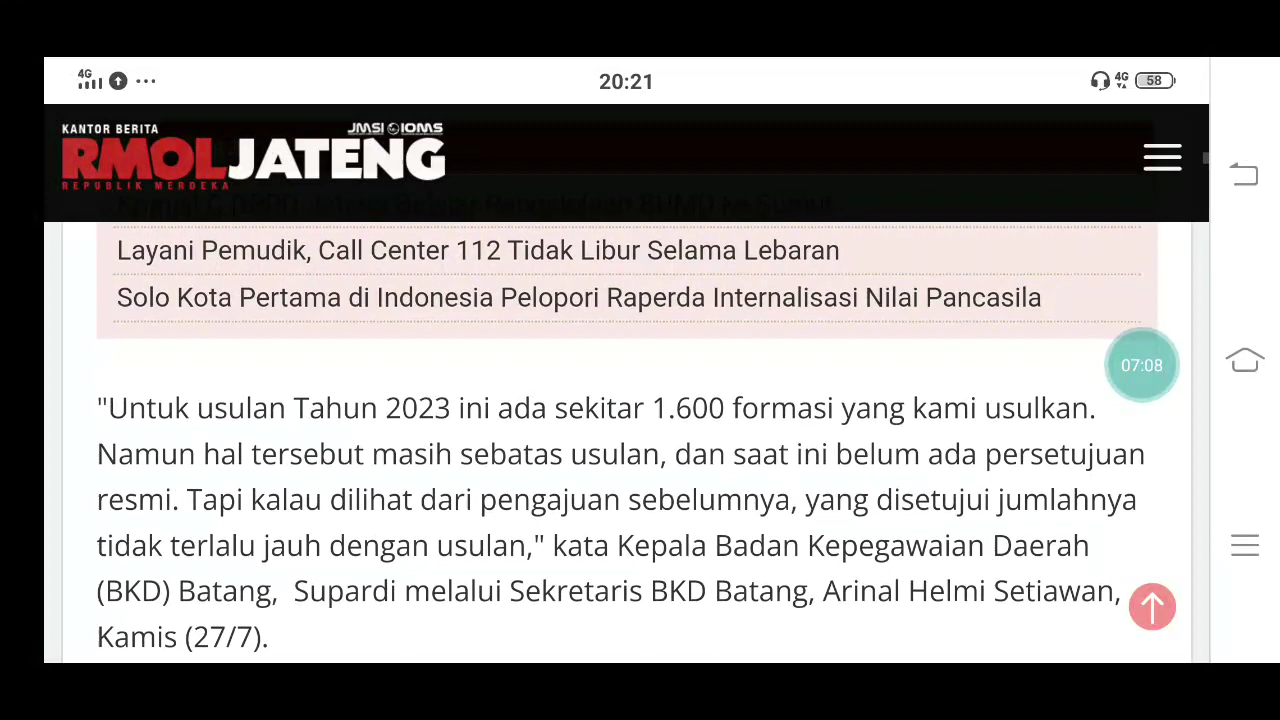 4G
20:21
4G
58
KANTOR BERITA
JMSI IOMS
RMOLJATENG
REPUBLIK MERDEKA
Layani Pemudik, Call Center 112 Tidak Libur Selama Lebaran
Solo Kota Pertama di Indonesia Pelopori Raperda Internalisasi Nilai Pancasila
07:08
"Untuk usulan Tahun 2023 ini ada sekitar 1.600 formasi yang kami usulkan.
Namun hal tersebut masih sebatas usulan, dan saat ini belum ada persetujuan
resmi. Tapi kalau dilihat dari pengajuan sebelumnya, yang disetujui jumlahnya
tidak terlalu jauh dengan usulan," kata Kepala Badan Kepegawaian Daerah
(BKD) Batang, Supardi melalui Sekretaris BKD Batang, Arinal Helmi Setiawan,
Kamis (27/7).